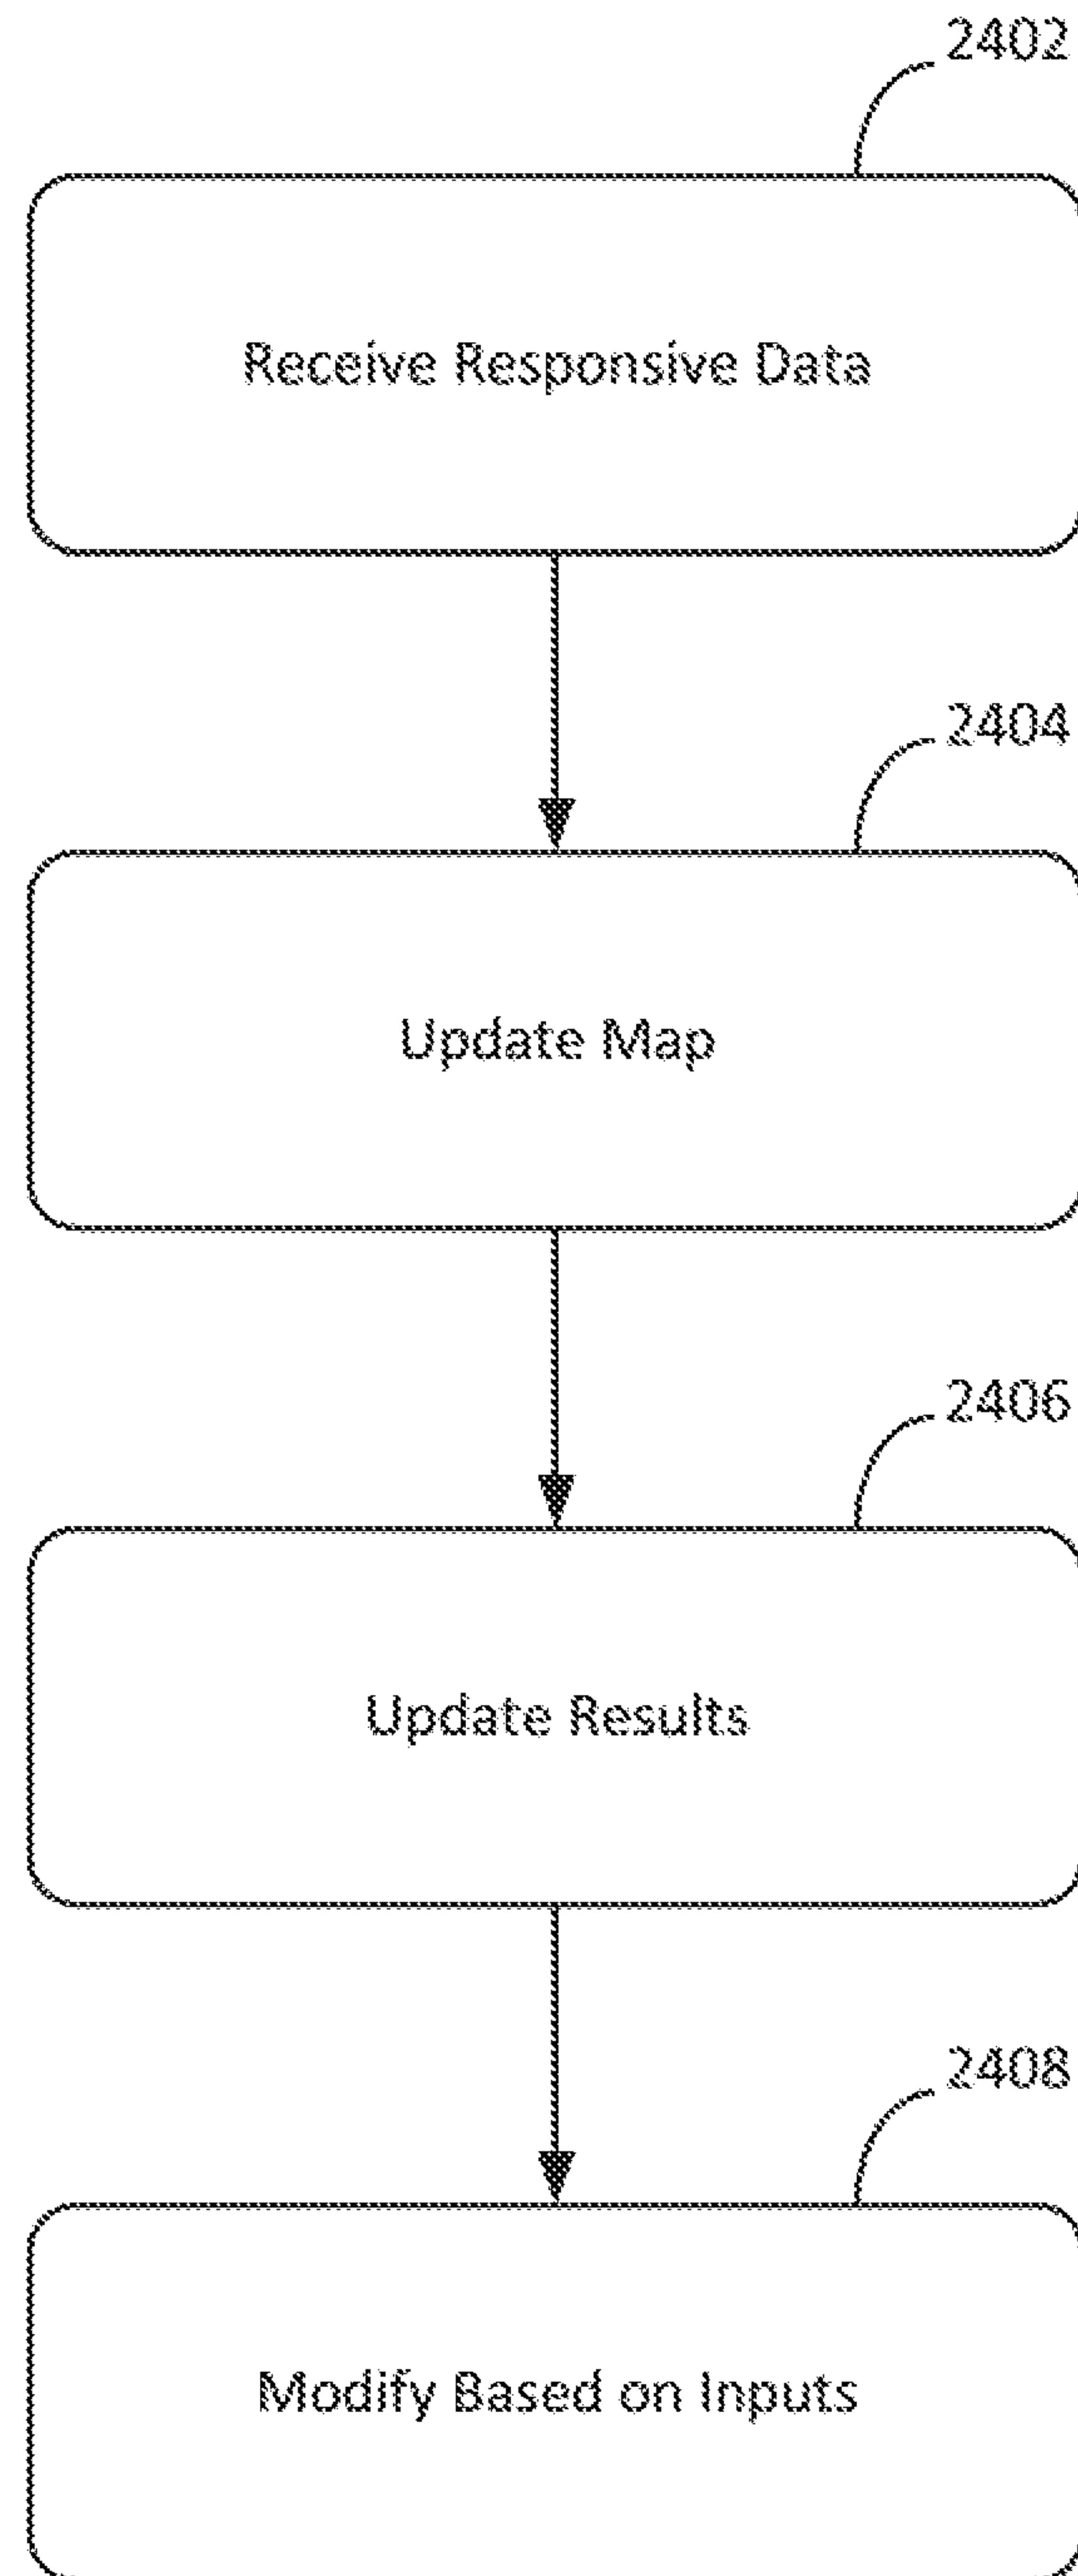 2402
Receive Responsive Data
2404
Update Map
2406
Update Results
2408
Modify Based on Inputs